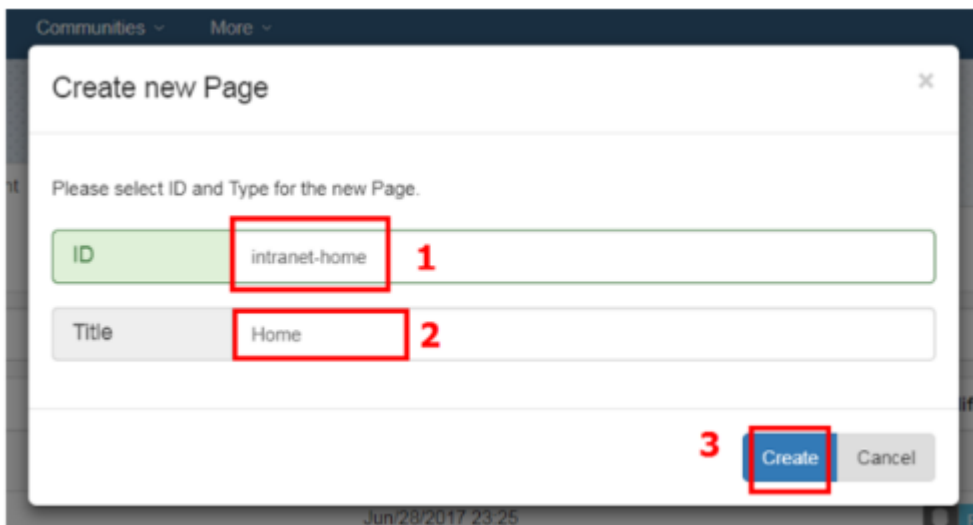 Communities More
Create new Page ×
nt
Please select ID and Type for the new Page.
ID intranet-home 1
Title Home 2
3 Create Cancel
Jun/28/2017 23:25